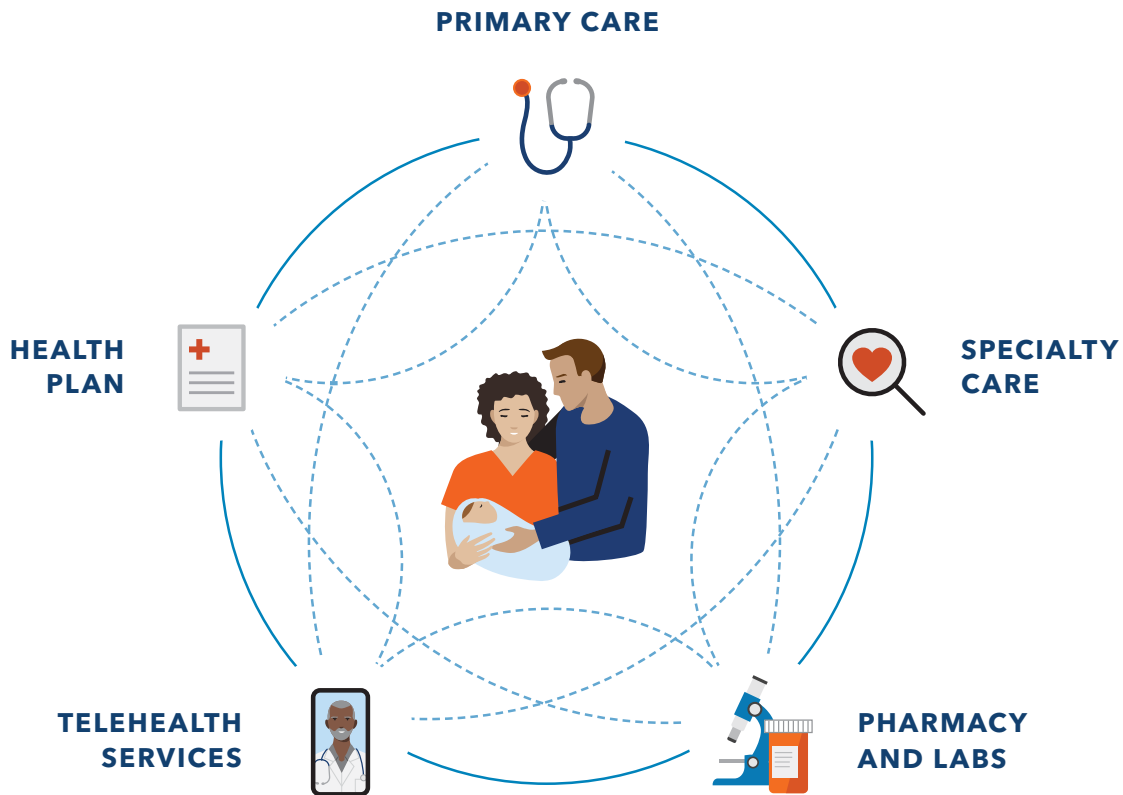 PRIMARY CARE
HEALTH
PLAN
SPECIALTY
CARE
TELEHEALTH
SERVICES
PHARMACY
AND LABS